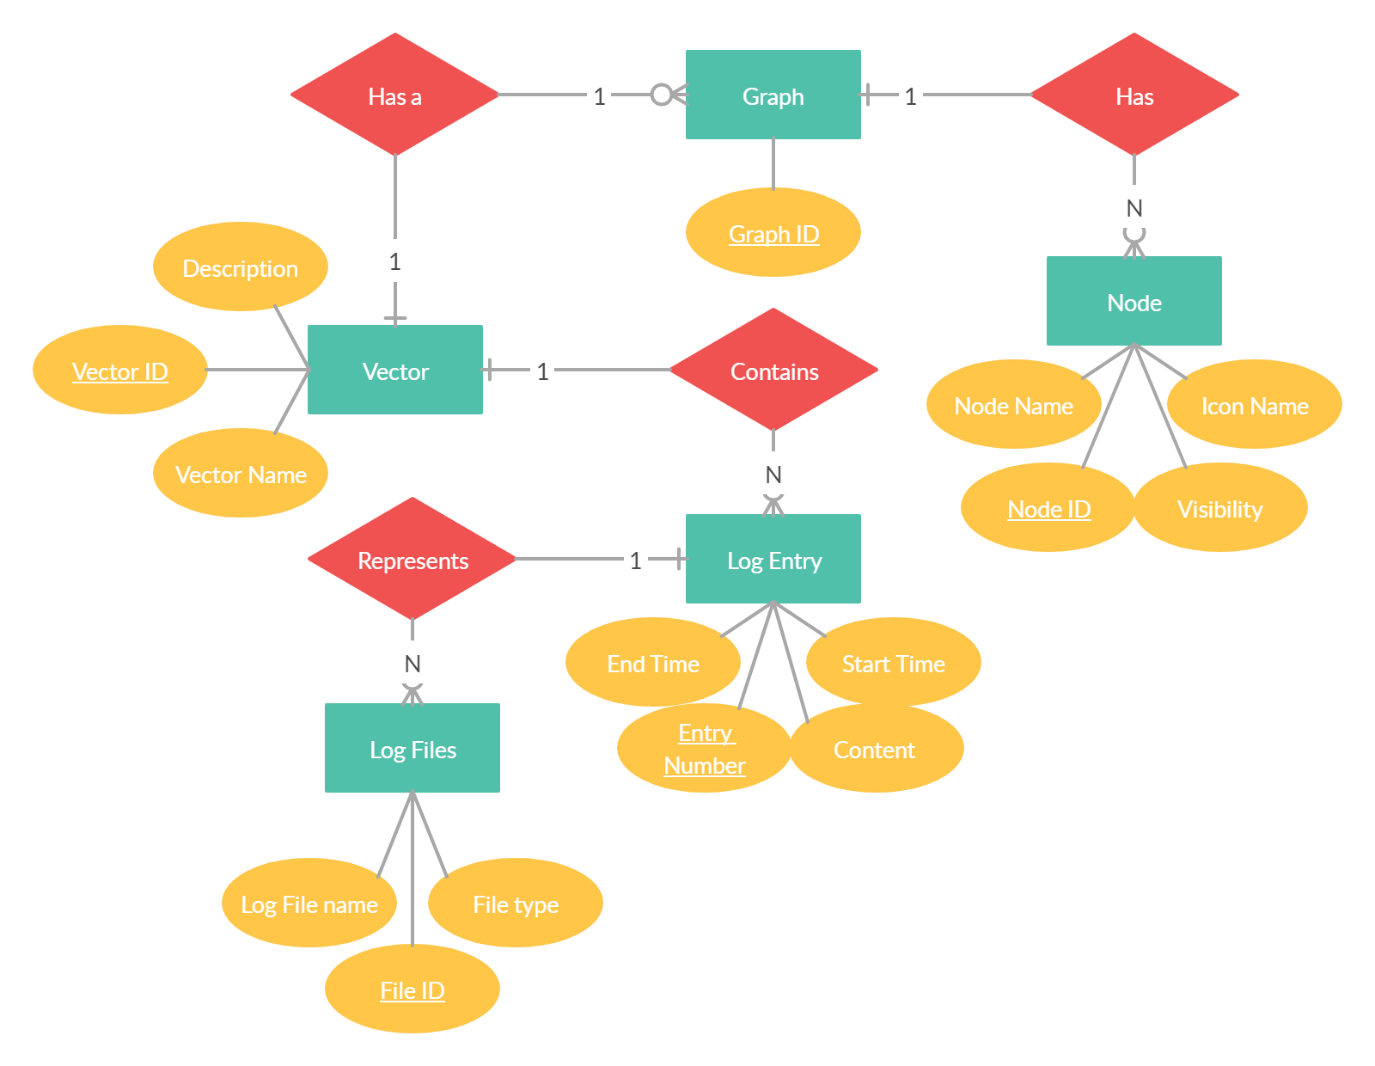 Has a
1
Graph
1
Has
Graph ID
N
1
Description
Node
Vector ID
Vector
1
Contains
Node Name
Icon Name
Vector Name
N
Node ID
Visibility
Represents
1
Log Entry
N
End Time
Start Time
Entry
Number
Content
Log Files
Log File name
File type
File ID